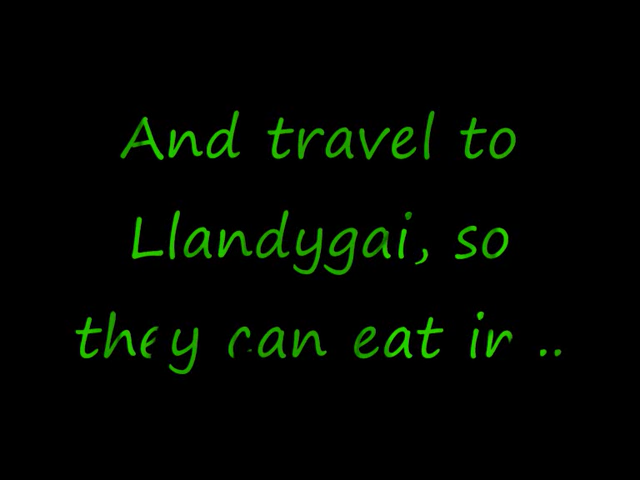 And travel to
Llandygai, so
they can eat in ..